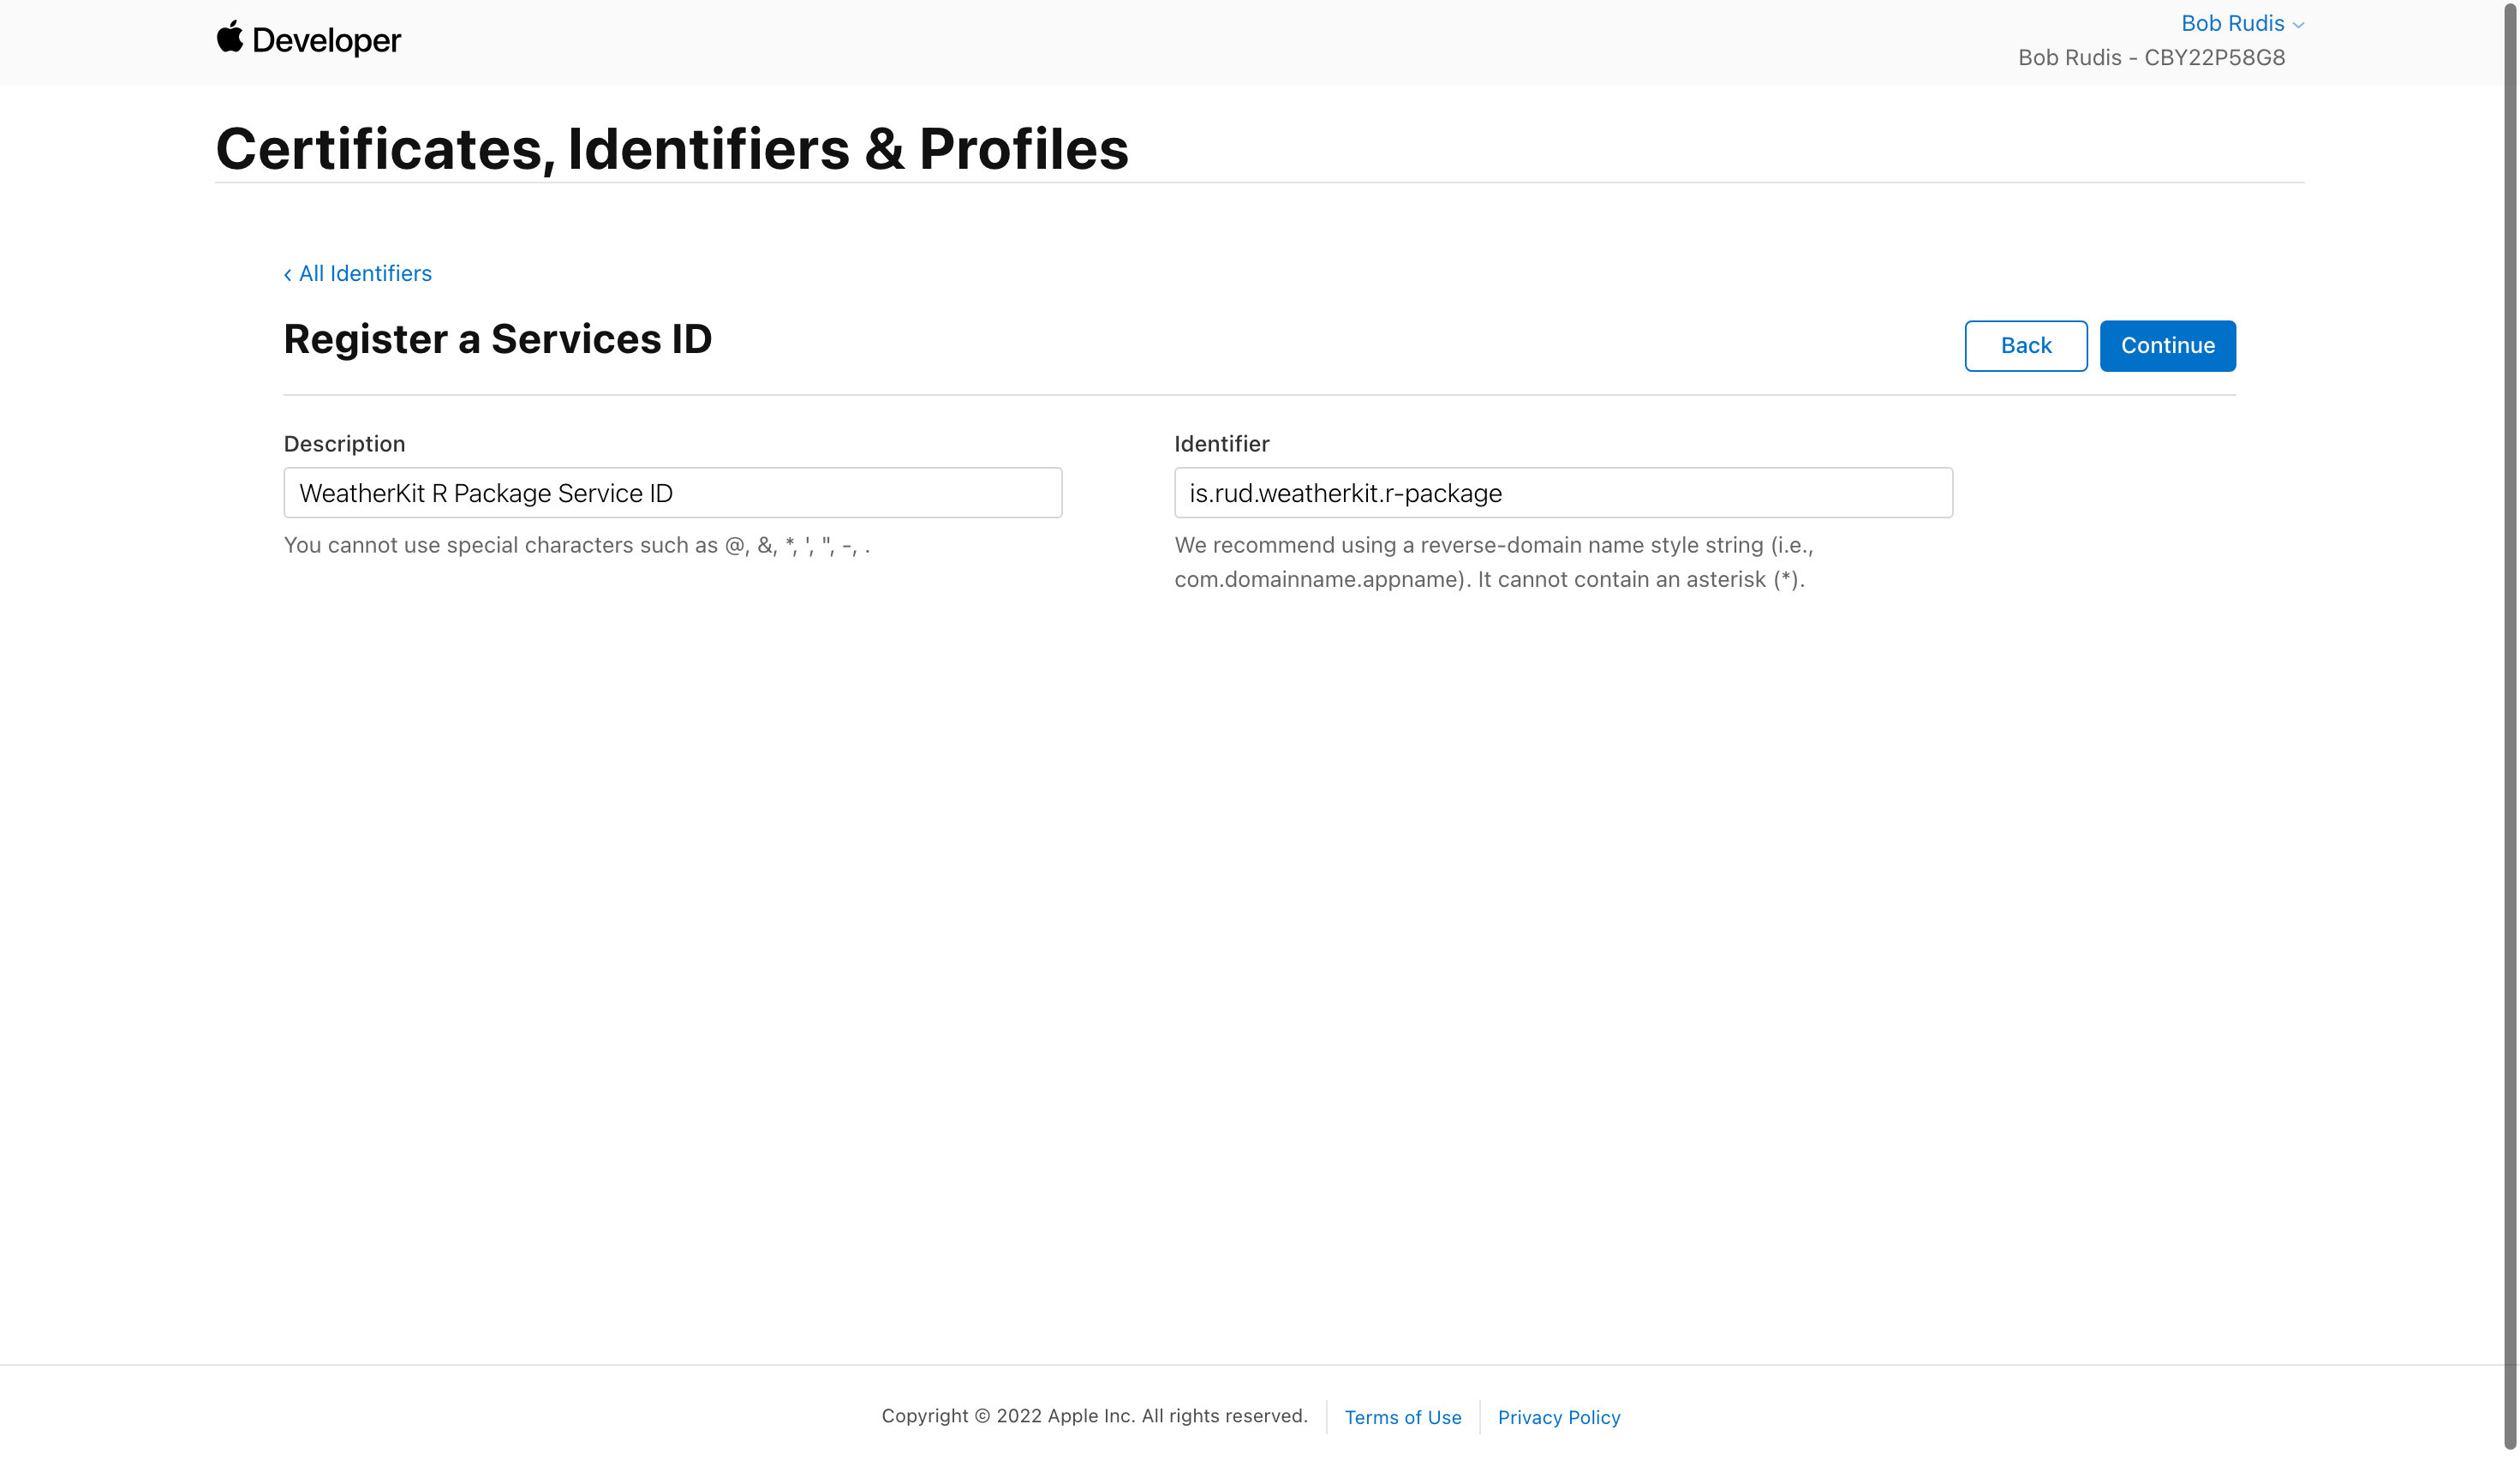 Developer
Bob Rudis
Bob Rudis - CBY22P58G8
Certificates, Identifiers & Profiles
‹ All Identifiers
Register a Services ID
Back
Continue
Description
Identifier
WeatherKit R Package Service ID
is.rud.weatherkit.r-package
You cannot use special characters such as @, &, *, ', ", -, .
We recommend using a reverse-domain name style string (i.e.,
com.domainname.appname). It cannot contain an asterisk (*).
Copyright © 2022 Apple Inc. All rights reserved.
Terms of Use
Privacy Policy